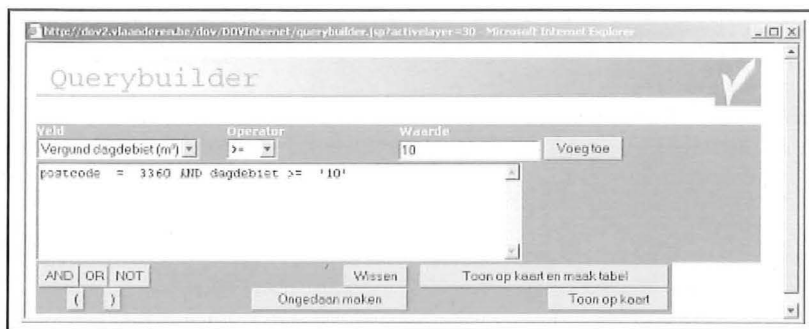 http://dov2.vlaanderen.be/dov/DOVInternet/querybuilder.jsp?activelayer=30 - Microsoft Internet Explorer
Querybuilder
Veld Operator Waarde
Vergund dagdebiet (m³) >= 10 Voeg toe
postcode = 3360 AND dagdebiet >= '10'
AND OR NOT Wissen Toon op kaart en maak tabel
( ) Ongedaan maken Toon op kaart